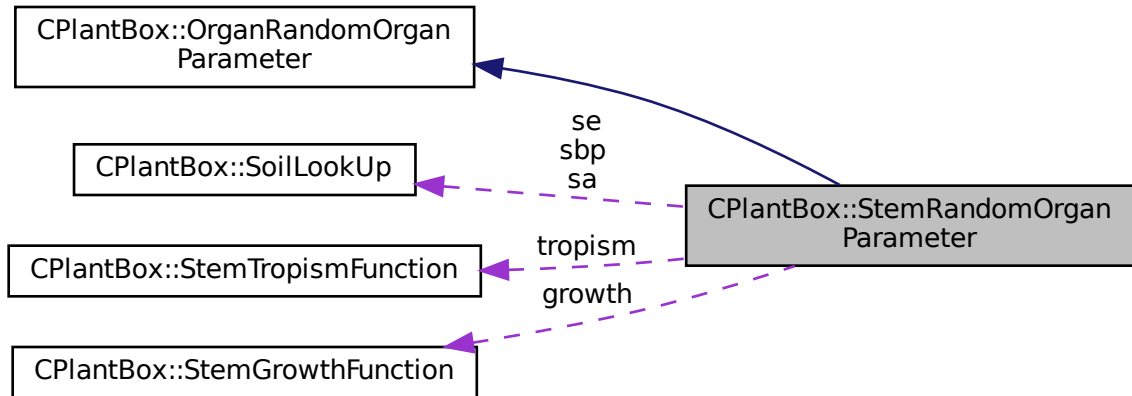 CPlantBox::OrganRandomOrgan
Parameter
se
sbp
sa
CPlantBox::SoilLookUp
CPlantBox::StemRandomOrgan
Parameter
tropism
CPlantBox::StemTropismFunction
growth
CPlantBox::StemGrowthFunction